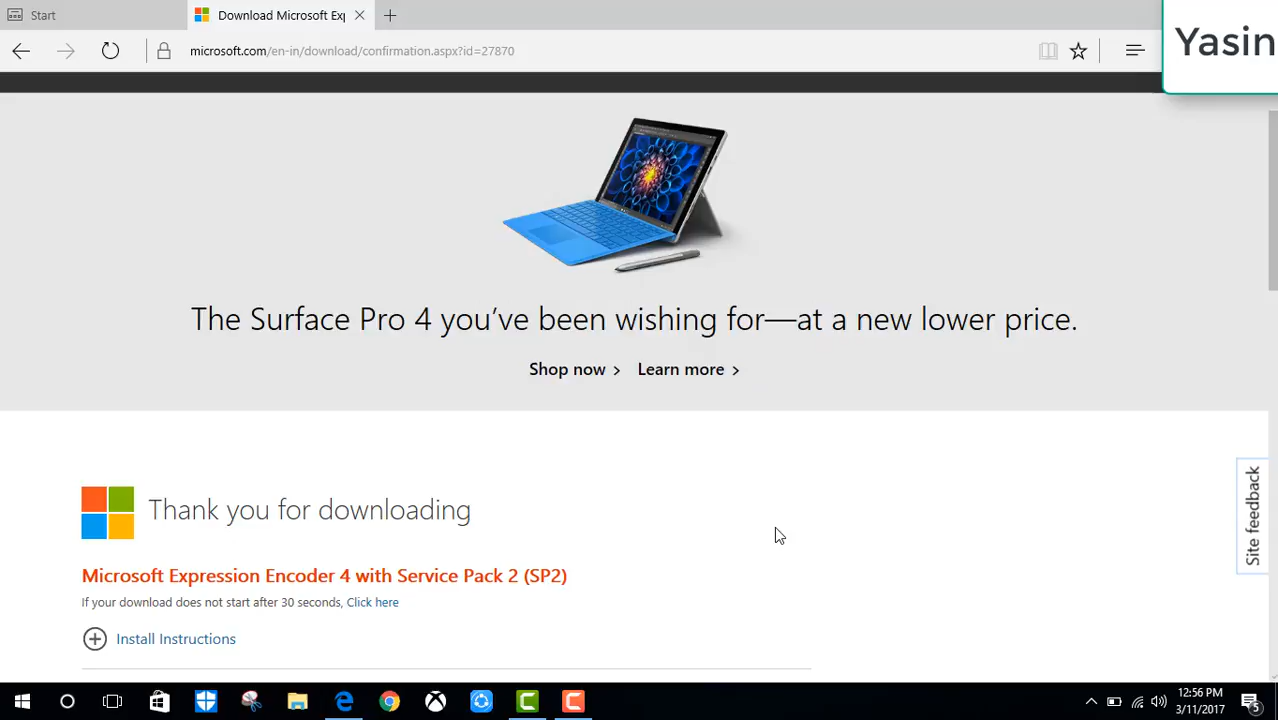 Start
Download Microsoft Exp
microsoft.com/en-in/download/confirmation.aspx?id=27870
Yasin
The Surface Pro 4 you've been wishing for—at a new lower price.
Shop now >
Learn more >
Thank you for downloading
Microsoft Expression Encoder 4 with Service Pack 2 (SP2)
If your download does not start after 30 seconds, Click here
Install Instructions
Site feedback
12:56 PM
3/11/2017
5